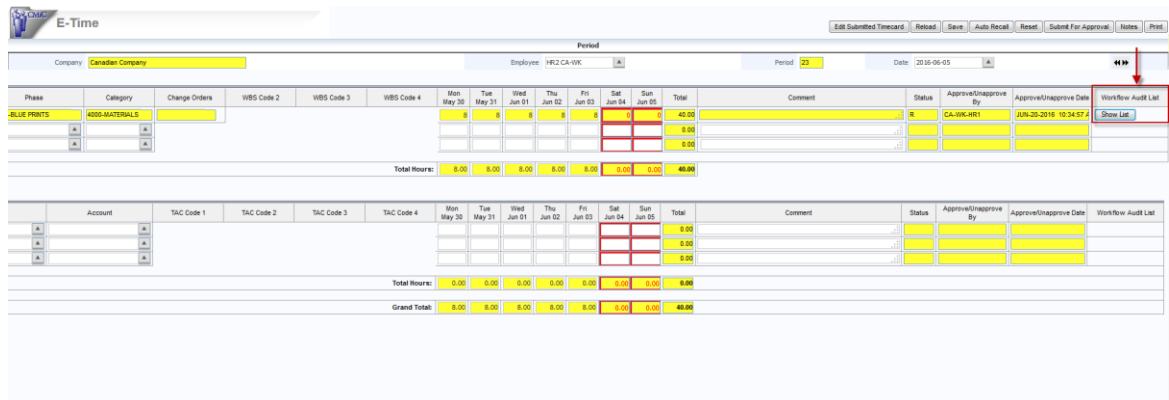 CMiC
E-Time
Edit Submitted Timecard Reload Save Auto Recall Reset Submit For Approval Notes Print
Period
Company Canadian Company Employee HR2 CA-WK Period 23 Date 2016-06-05
Phase Category Change Orders WBS Code 2 WBS Code 3 WBS Code 4 Mon May 30 Tue May 31 Wed Jun 01 Thu Jun 02 Fri Jun 03 Sat Jun 04 Sun Jun 05 Total Comment Status Approve/Unapprove By Approve/Unapprove Date Workflow Audit List
-BLUE PRINTS 4000-MATERIALS 8 8 8 8 8 0 0 40.00 R CA-WK-HR1 JUN-20-2016 10:34:57 Show List
0.00
0.00
Total Hours: 8.00 8.00 8.00 8.00 8.00 0.00 0.00 40.00
Account TAC Code 1 TAC Code 2 TAC Code 3 TAC Code 4 Mon May 30 Tue May 31 Wed Jun 01 Thu Jun 02 Fri Jun 03 Sat Jun 04 Sun Jun 05 Total Comment Status Approve/Unapprove By Approve/Unapprove Date Workflow Audit List
0.00
0.00
0.00
Total Hours: 0.00 0.00 0.00 0.00 0.00 0.00 0.00 0.00
Grand Total: 8.00 8.00 8.00 8.00 8.00 0.00 0.00 40.00